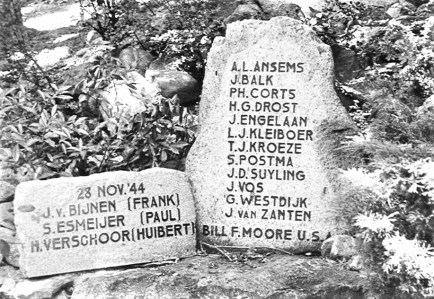 28 NOV.'44
J.V. BIJNEN (FRANK)
S. ESMEIJER (PAUL)
H. VERSCHOOR (HUIBERT)
A.L. ANSEMS
J. BALK
PH. CORTS
H.G. DROST
J. ENGELAAN
L.J. KLEIBOER
T.J. KROEZE
S. POSTMA
J.D. SUYLING
J. VOS
G. WESTDIJK
J. VAN ZANTEN
BILL F. MOORE U.S.A.